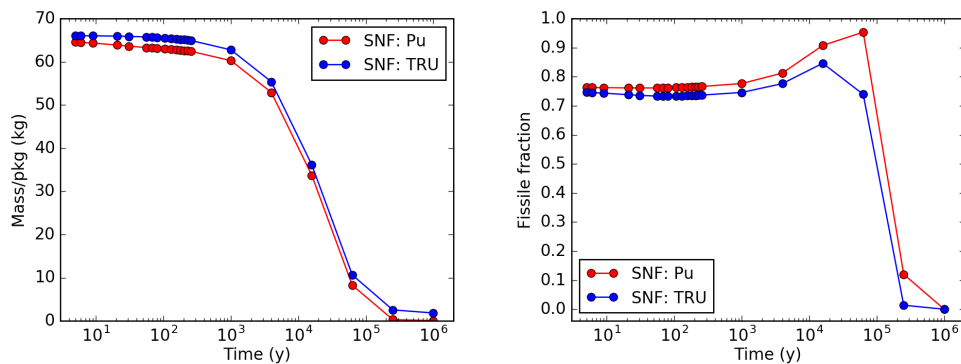 70
60
50
40
30
20
10
0
Mass/pkg (kg)
SNF: Pu
SNF: TRU
10^1 10^2 10^3 10^4 10^5 10^6
Time (y)
1.0
0.9
0.8
0.7
0.6
0.5
0.4
0.3
0.2
0.1
0.0
Fissile fraction
SNF: Pu
SNF: TRU
10^1 10^2 10^3 10^4 10^5 10^6
Time (y)